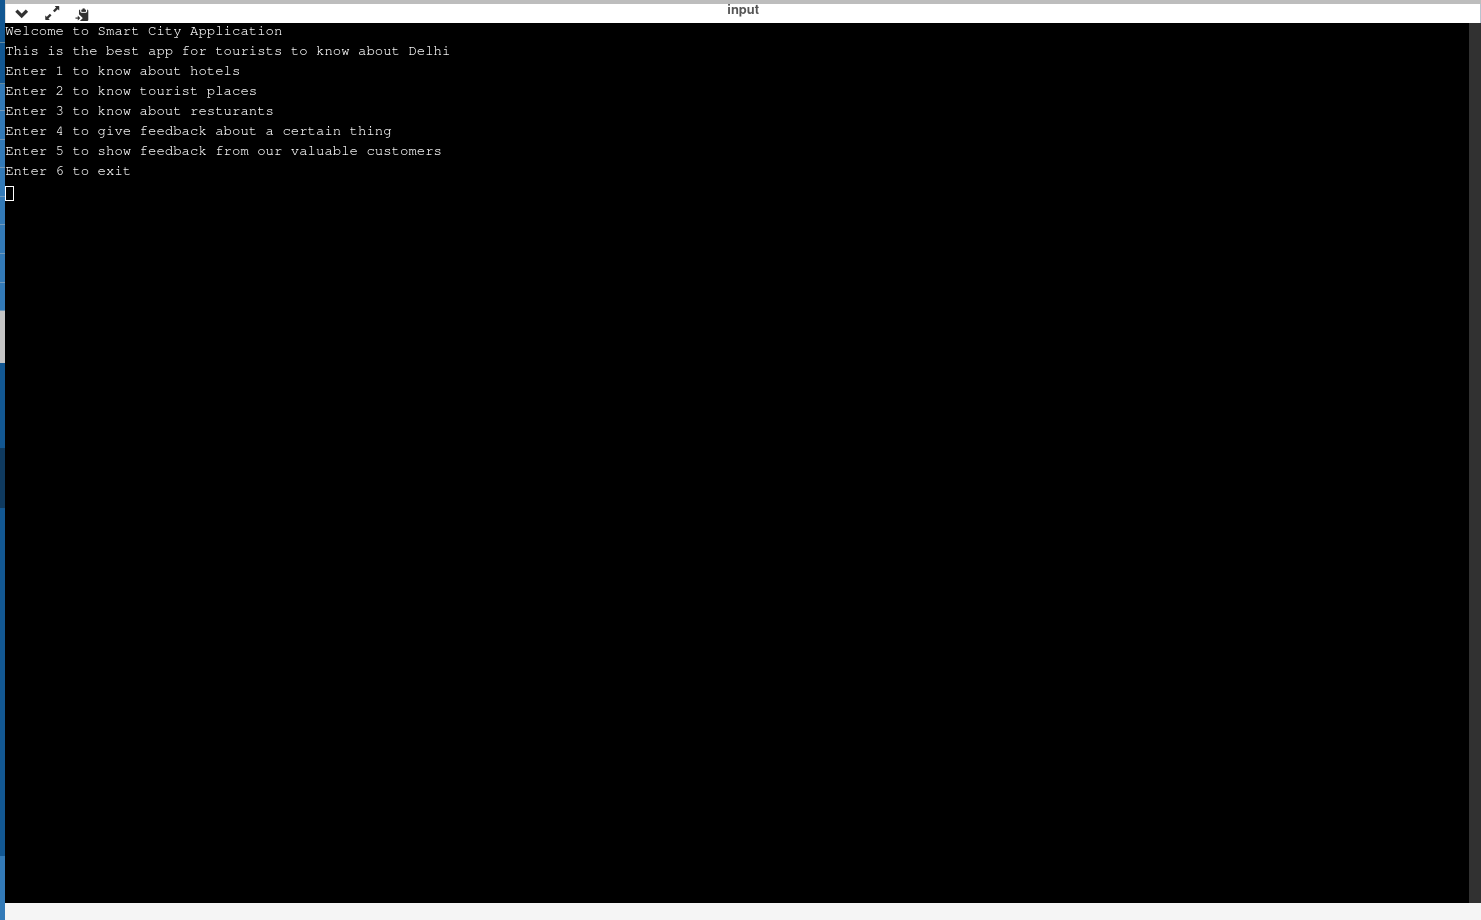 input
Welcome to Smart City Application
This is the best app for tourists to know about Delhi
Enter 1 to know about hotels
Enter 2 to know tourist places
Enter 3 to know about resturants
Enter 4 to give feedback about a certain thing
Enter 5 to show feedback from our valuable customers
Enter 6 to exit